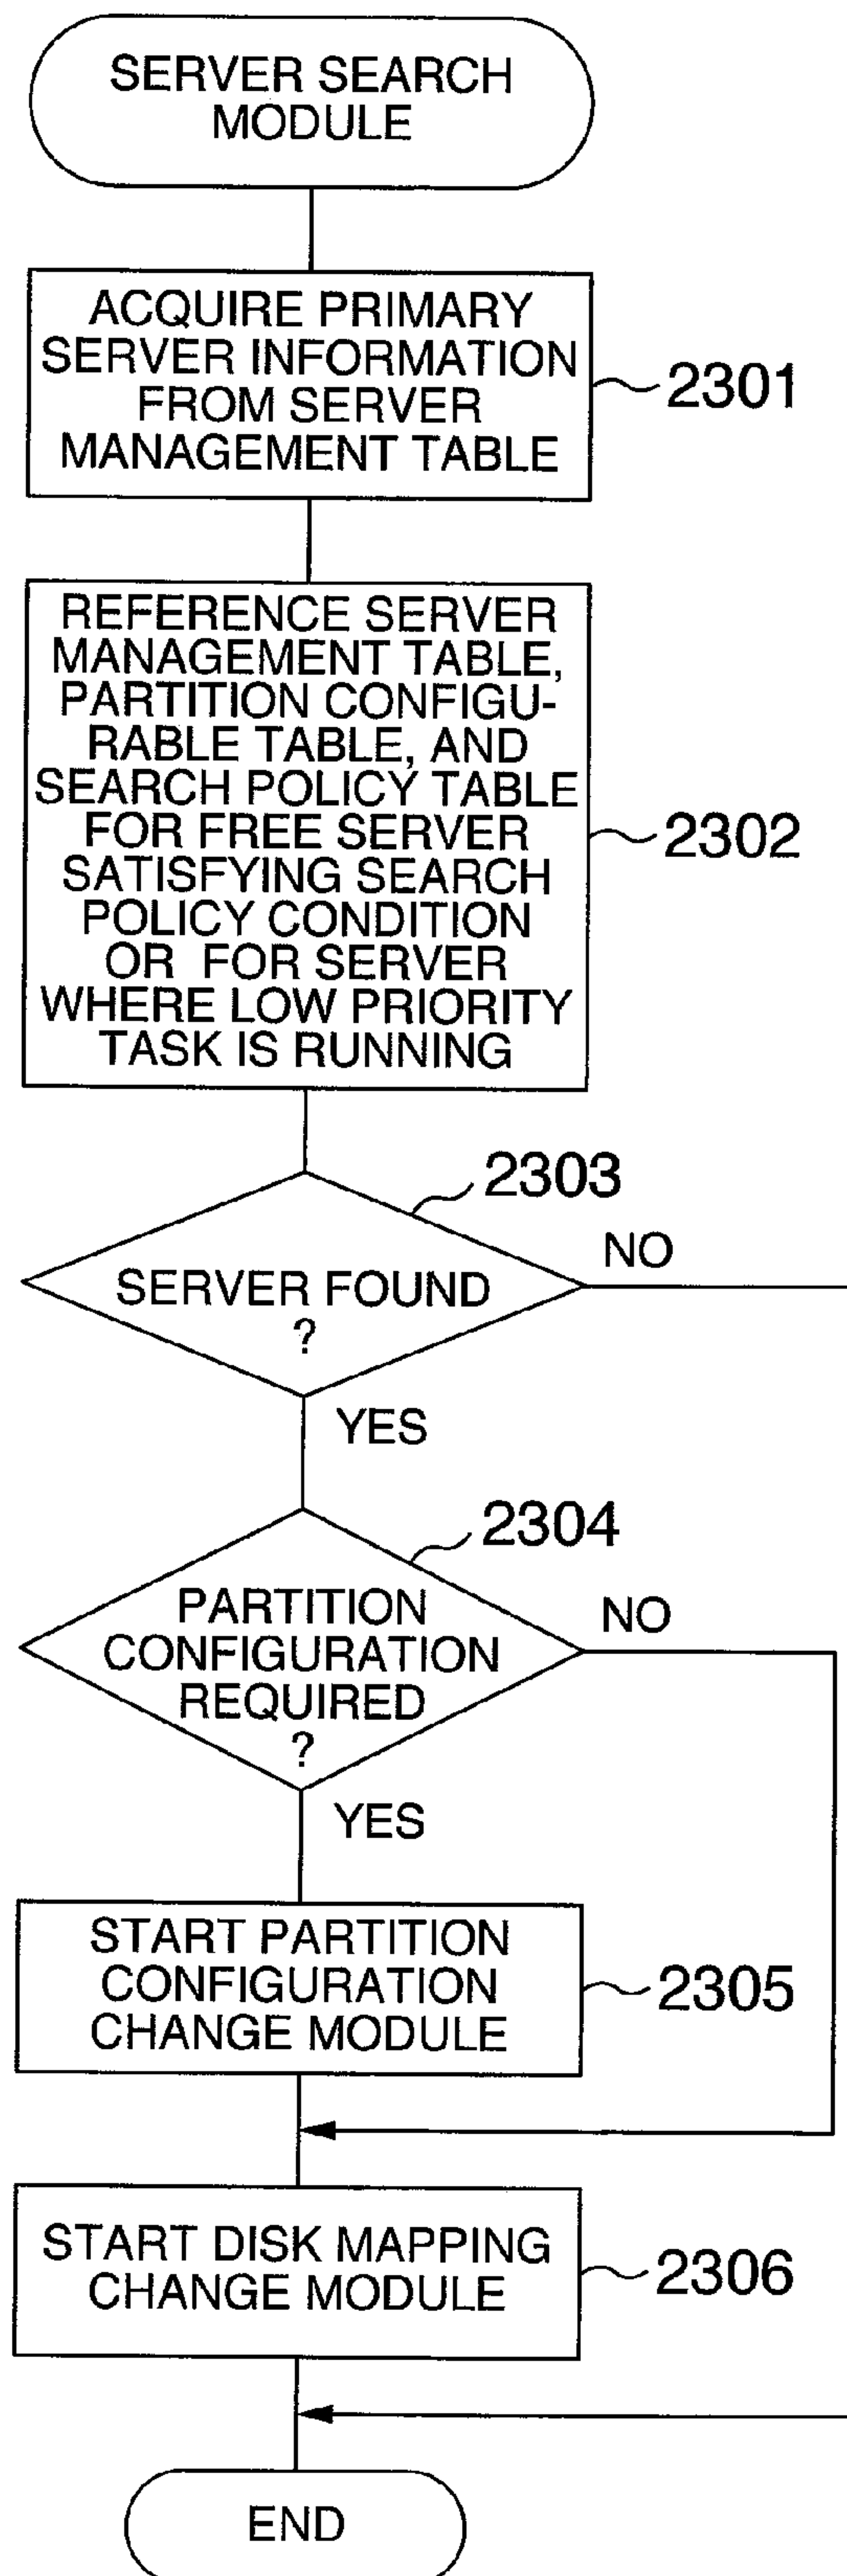 SERVER SEARCH
MODULE
ACQUIRE PRIMARY
SERVER INFORMATION
FROM SERVER
MANAGEMENT TABLE
2301
REFERENCE SERVER
MANAGEMENT TABLE,
PARTITION CONFIGU-
RABLE TABLE, AND
SEARCH POLICY TABLE
FOR FREE SERVER
SATISFYING SEARCH
POLICY CONDITION
OR FOR SERVER
WHERE LOW PRIORITY
TASK IS RUNNING
2302
2303
SERVER FOUND
?
NO
YES
2304
PARTITION
CONFIGURATION
REQUIRED
?
NO
YES
START PARTITION
CONFIGURATION
CHANGE MODULE
2305
START DISK MAPPING
CHANGE MODULE
2306
END